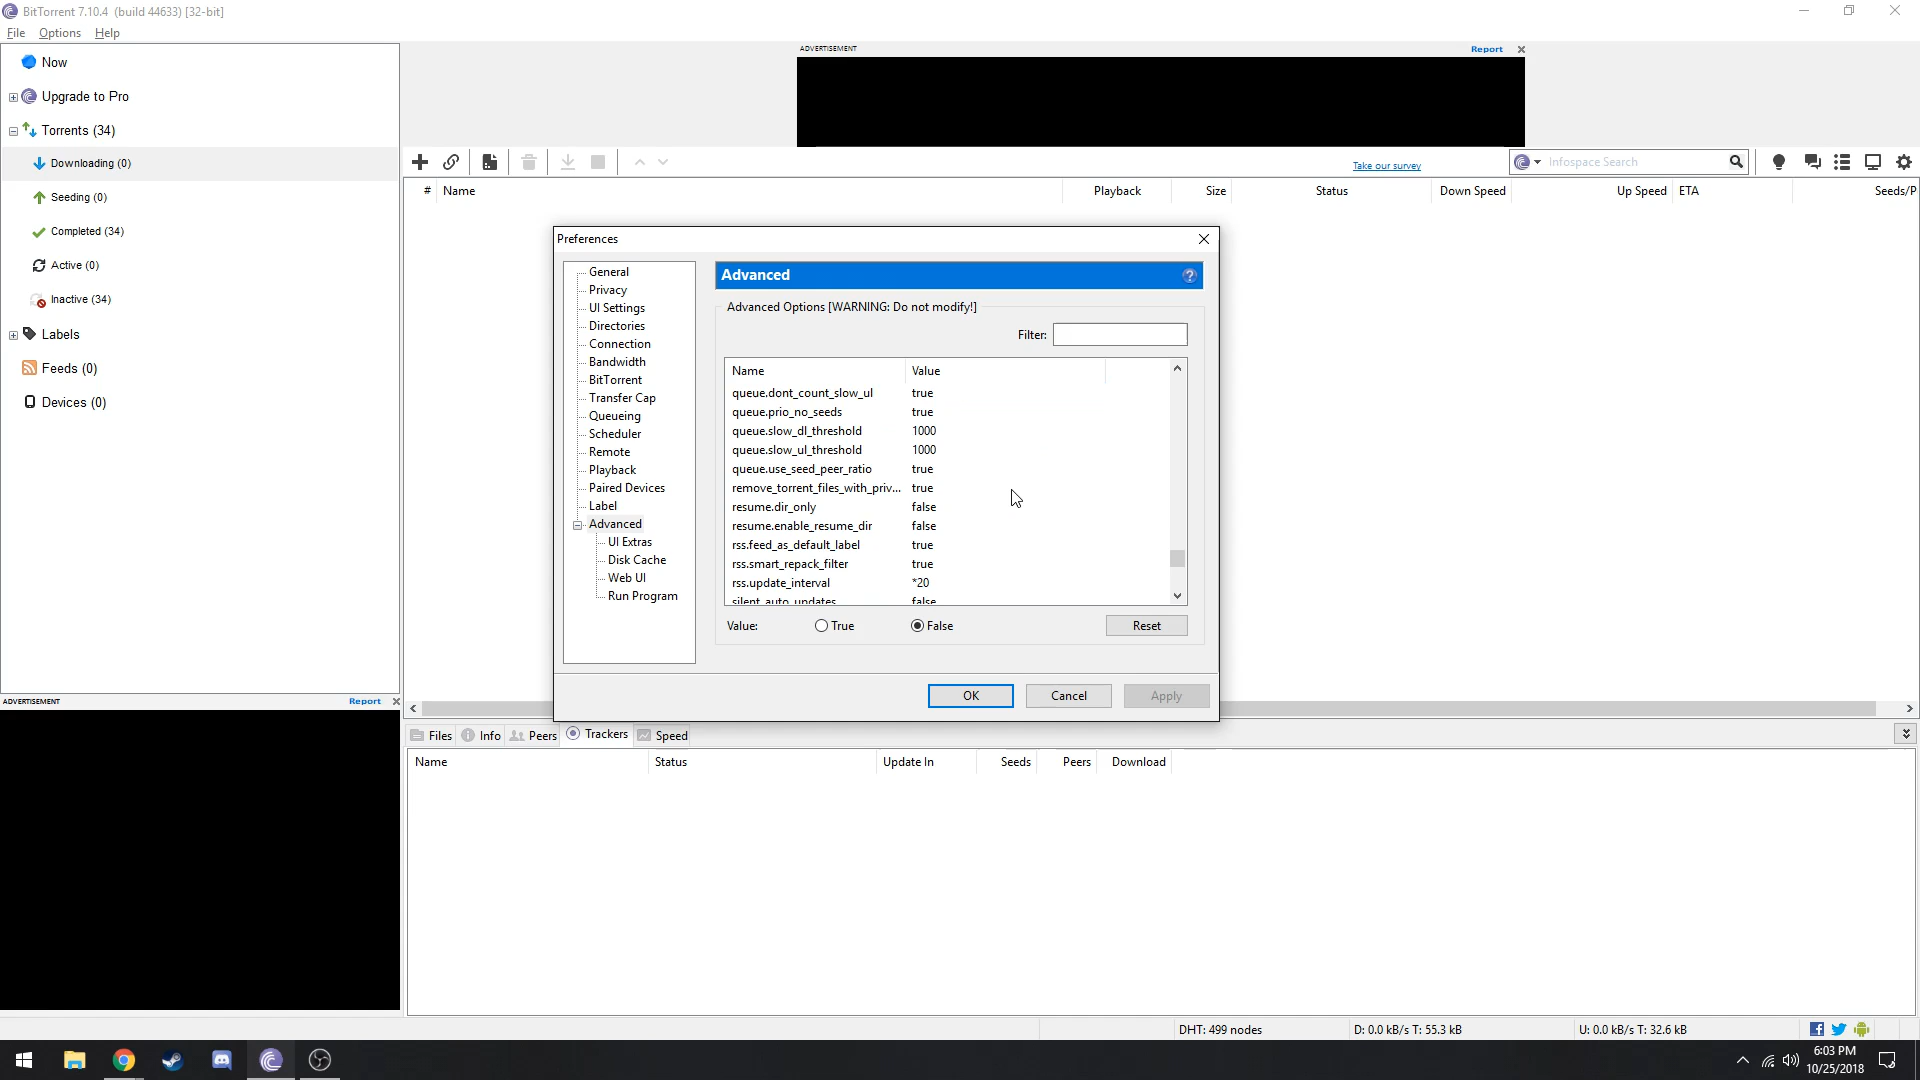 BitTorrent 7.10.4 (build 44633) [32-bit]
File Options Help
Now
Upgrade to Pro
Torrents (34)
Downloading (0)
Seeding (0)
Completed (34)
Active (0)
Inactive (34)
Labels
Feeds (0)
Devices (0)
ADVERTISEMENT Report
ADVERTISEMENT Report
Take our survey
Infospace Search
# Name Playback Size Status Down Speed Up Speed ETA Seeds/P
Preferences
General
Privacy
UI Settings
Directories
Connection
Bandwidth
BitTorrent
Transfer Cap
Queueing
Scheduler
Remote
Playback
Paired Devices
Label
Advanced
UI Extras
Disk Cache
Web UI
Run Program
Advanced
?
Advanced Options [WARNING: Do not modify!]
Filter:
Name Value
queue.dont_count_slow_ul true
queue.prio_no_seeds true
queue.slow_dl_threshold 1000
queue.slow_ul_threshold 1000
queue.use_seed_peer_ratio true
remove_torrent_files_with_priv... true
resume.dir_only false
resume.enable_resume_dir false
rss.feed_as_default_label true
rss.smart_repack_filter true
rss.update_interval *20
silent_auto_updates false
Value: True False Reset
OK Cancel Apply
Files Info Peers Trackers Speed
Name Status Update In Seeds Peers Download
DHT: 499 nodes D: 0.0 kB/s T: 55.3 kB U: 0.0 kB/s T: 32.6 kB
6:03 PM
10/25/2018